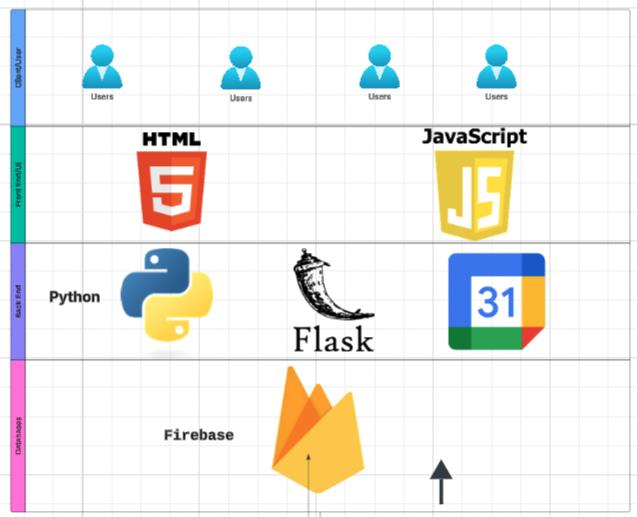 Client/User
Users
Users
Users
Users
Front End/UI
HTML
5
JavaScript
JS
Back End
Python
Flask
31
Firebase